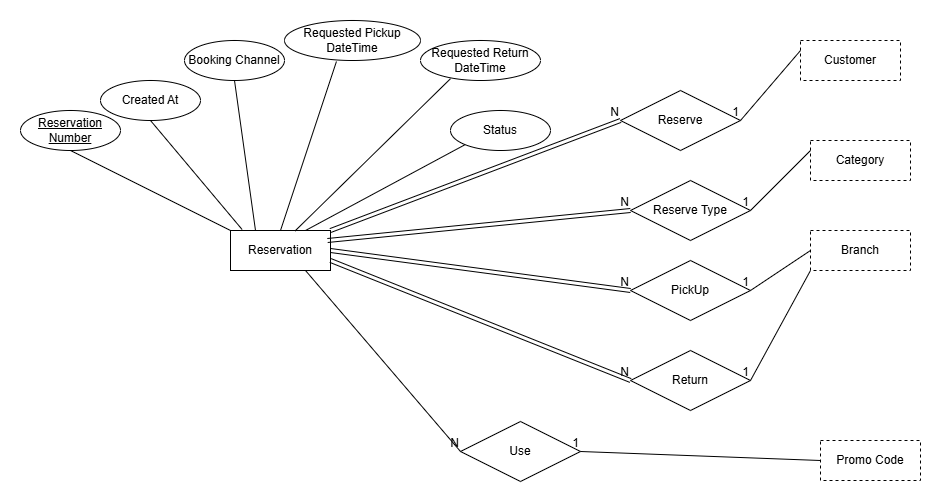 Requested Pickup
DateTime
Booking Channel
Requested Return
DateTime
Customer
Created At
Reservation
Number
Status
N
Reserve
1
Category
N
Reserve Type
1
Reservation
Branch
N
PickUp
1
N
Return
1
N
Use
1
Promo Code